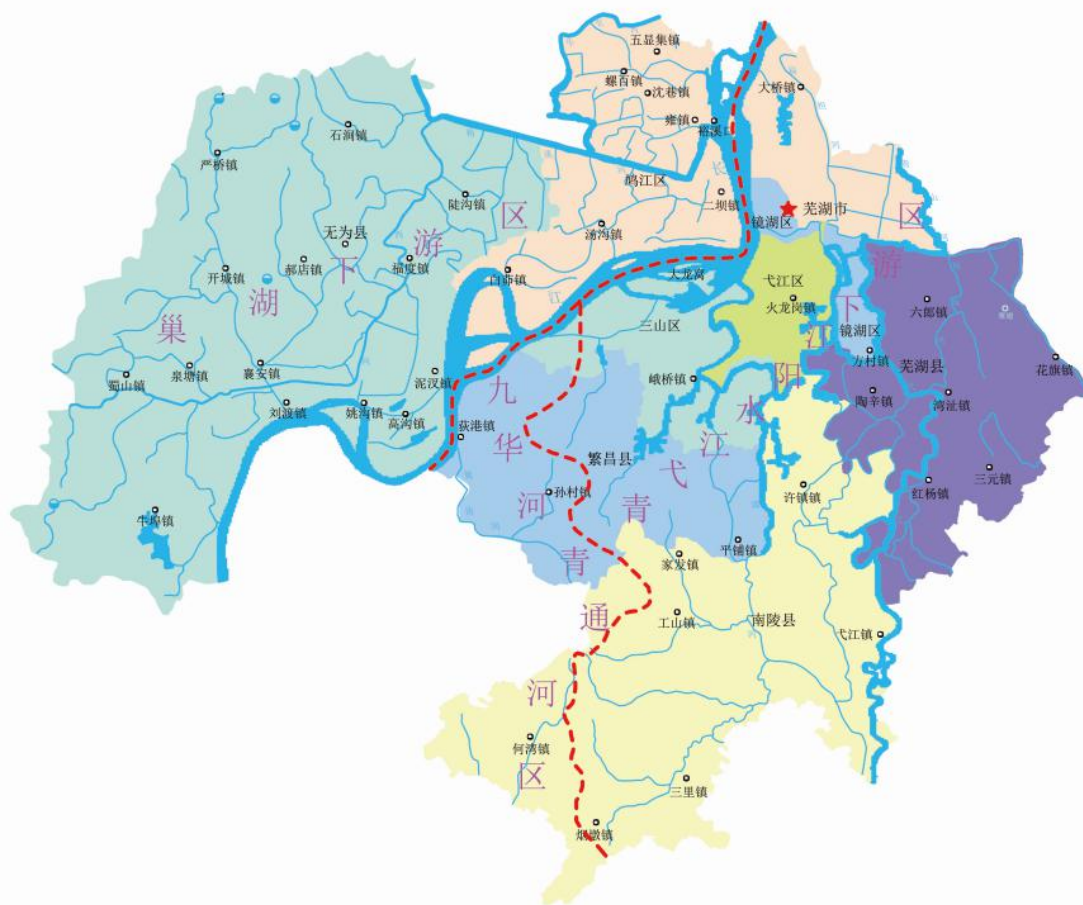 五显集镇
螺百镇
沈巷镇
大桥镇
雍镇
裕溪口
石涧镇
严桥镇
鸠江区
长
二坝镇
陡沟镇
芜湖市
镜湖区
汤沟镇
区
区
无为县
游
郝店镇
福度镇
开城镇
下
湖
巢
白茆镇
大龙窝
江
弋江区
火龙岗镇
游
下
江
阳
水
江
弋
青
镜湖区
六郎镇
三山区
方村镇
芜湖县
花旗镇
蜀山镇
泉塘镇
襄安镇
泥汊镇
峨桥镇
陶辛镇
湾沚镇
刘渡镇
姚沟镇
高沟镇
荻港镇
九
华
河
青
通
河
区
繁昌县
孙村镇
许镇镇
红杨镇
三元镇
牛埠镇
平铺镇
家发镇
工山镇
南陵县
弋江镇
何湾镇
三里镇
烟墩镇